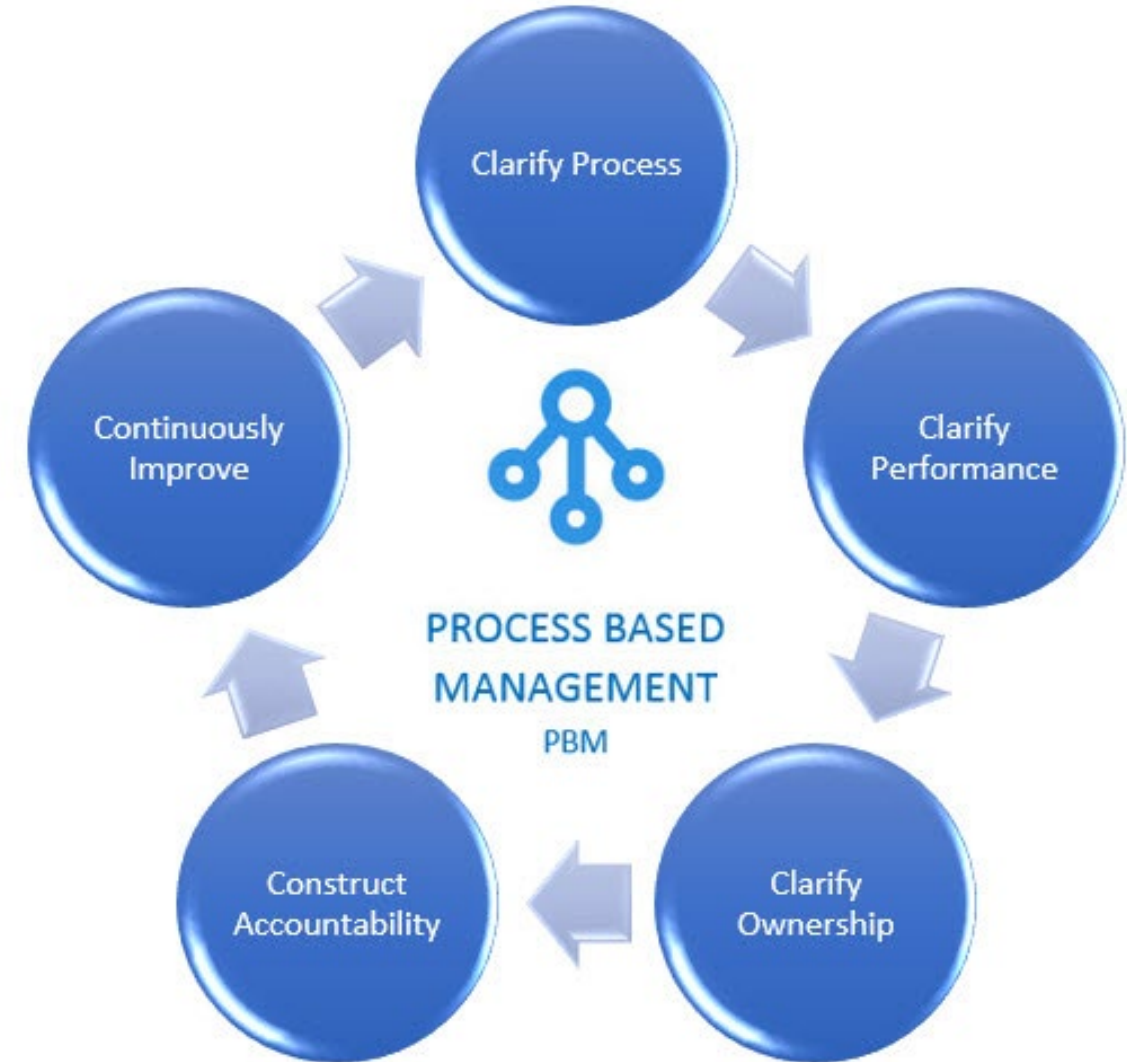 Clarify Process
Clarify
Performance
Clarify
Ownership
Construct
Accountability
Continuously
Improve
PROCESS BASED
MANAGEMENT
PBM